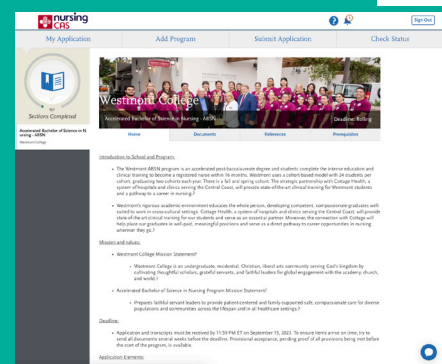 nursing
CAS
Sign Out
My Application
Add Program
Submit Application
Check Status
Sections Completed
Accelerated Bachelor of Science in N
ursing - ABSN
Westmont College
Westmont College
Accelerated Bachelor of Science in Nursing - ABSN
Deadline: Rolling
Home
Documents
References
Prerequisites
Introduction to School and Program:
• The Westmont ABSN program is an accelerated post-baccalaureate degree and students complete the intense education and
clinical training to become a registered nurse within 16 months. Westmont uses a cohort-based model with 24 students per
cohort, graduating two cohorts each year. There is a fall and spring cohort. The strategic partnership with Cottage Health, a
system of hospitals and clinics serving the Central Coast, will provide state-of-the-art clinical training for Westmont students
and a pathway to a career in nursing.?
• Westmont's rigorous academic environment educates the whole person, developing competent, compassionate graduates well-
suited to work in cross-cultural settings. Cottage Health, a system of hospitals and clinics serving the Central Coast, will provide
state-of-the-art clinical training for our students and serve as an essential partner. Moreover, the connection with Cottage will
help place our graduates in well-paid, meaningful positions and serve as a direct pathway to career opportunities in nursing
wherever they go.?
Mission and values:
• Westmont College Mission Statement?
• Westmont College is an undergraduate, residential, Christian, liberal arts community serving God's kingdom by
cultivating thoughtful scholars, grateful servants, and faithful leaders for global engagement with the academy, church,
and world.?
• Accelerated Bachelor of Science in Nursing Program Mission Statement?
• Prepares faithful servant leaders to provide patient-centered and family-supported safe, compassionate care for diverse
populations and communities across the lifespan and in all healthcare settings.?
Deadline:
• Application and transcripts must be received by 11:59 PM ET on September 15, 2023. To ensure items arrive on time, try to
send all documents several weeks before the deadline. Provisional acceptance, pending proof of all provisions being met before
the start of the program, is available.
Application Elements: